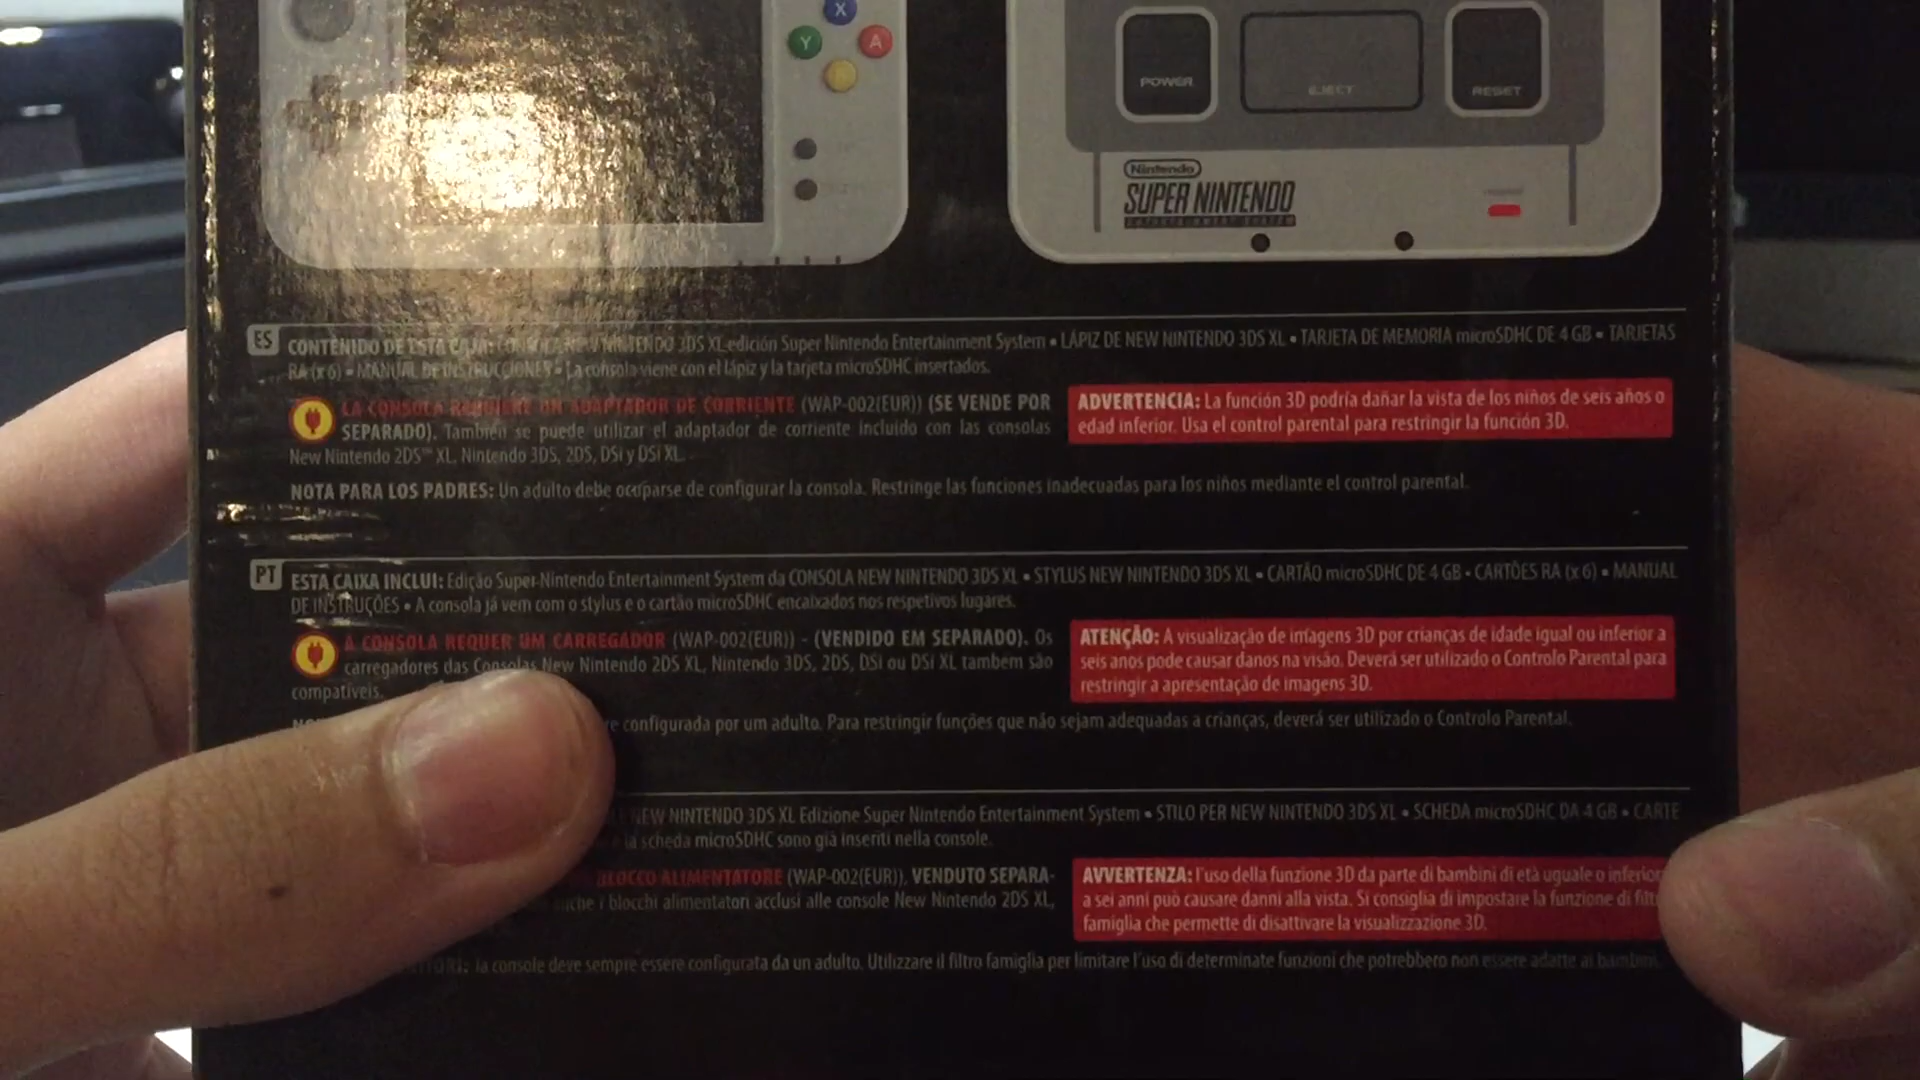 X
Y
A
POWER
EJECT
RESET
Nintendo
SUPER NINTENDO
ENTERTAINMENT SYSTEM
ES
CONTENIDO DE ESTA CAJA: CONSOLA NEW NINTENDO 3DS XL edición Super Nintendo Entertainment System • LÁPIZ DE NEW NINTENDO 3DS XL • TARJETA DE MEMORIA microSDHC DE 4 GB • TARJETAS
RA (x 6) • MANUAL DE INSTRUCCIONES • La consola viene con el lápiz y la tarjeta microSDHC insertados.
LA CONSOLA REQUIERE UN ADAPTADOR DE CORRIENTE (WAP-002(EUR)) (SE VENDE POR
SEPARADO). También se puede utilizar el adaptador de corriente incluido con las consolas
New Nintendo 2DS™ XL, Nintendo 3DS, 2DS, DSi y DSi XL.
ADVERTENCIA: La función 3D podría dañar la vista de los niños de seis años o
edad inferior. Usa el control parental para restringir la función 3D.
NOTA PARA LOS PADRES: Un adulto debe ocuparse de configurar la consola. Restringe las funciones inadecuadas para los niños mediante el control parental.
PT
ESTA CAIXA INCLUI: Edição Super Nintendo Entertainment System da CONSOLA NEW NINTENDO 3DS XL • STYLUS NEW NINTENDO 3DS XL • CARTÃO microSDHC DE 4 GB • CARTÕES RA (x 6) • MANUAL
DE INSTRUÇÕES • A consola já vem com o stylus e o cartão microSDHC encaixados nos respetivos lugares.
A CONSOLA REQUER UM CARREGADOR (WAP-002(EUR)) - (VENDIDO EM SEPARADO). Os
carregadores das Consolas New Nintendo 2DS XL, Nintendo 3DS, 2DS, DSi ou DSi XL também são
compatíveis.
ATENÇÃO: A visualização de imagens 3D por crianças de idade igual ou inferior a
seis anos pode causar danos na visão. Deverá ser utilizado o Controlo Parental para
restringir a apresentação de imagens 3D.
configurada por um adulto. Para restringir funções que não sejam adequadas a crianças, deverá ser utilizado o Controlo Parental.
NEW NINTENDO 3DS XL Edizione Super Nintendo Entertainment System • STILO PER NEW NINTENDO 3DS XL • SCHEDA microSDHC DA 4 GB • CARTE
la scheda microSDHC sono già inseriti nella console.
BLOCCO ALIMENTATORE (WAP-002(EUR)), VENDUTO SEPARA-
i blocchi alimentatori acclusi alle console New Nintendo 2DS XL,
AVVERTENZA: l'uso della funzione 3D da parte di bambini di età uguale o inferior
a sei anni può causare danni alla vista. Si consiglia di impostare la funzione di filt
famiglia che permette di disattivare la visualizzazione 3D.
la console deve sempre essere configurata da un adulto. Utilizzare il filtro famiglia per limitare l'uso di determinate funzioni che potrebbero non essere adatte ai bambini.